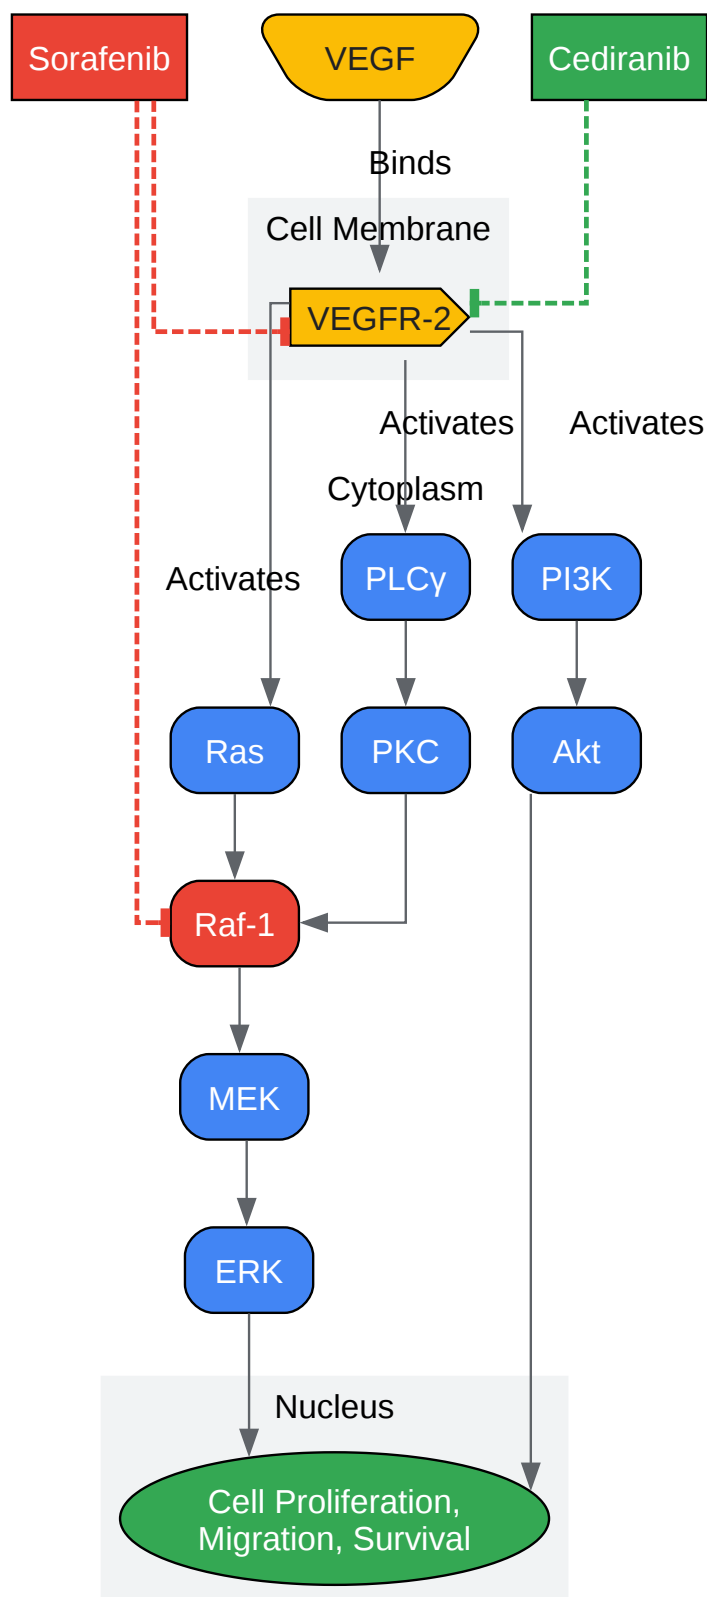 Sorafenib
VEGF
Cediranib
Binds
Cell Membrane
VEGFR-2
Activates
Activates
Cytoplasm
Activates
PLCγ
PI3K
Ras
PKC
Akt
Raf-1
MEK
ERK
Nucleus
Cell Proliferation,
Migration, Survival